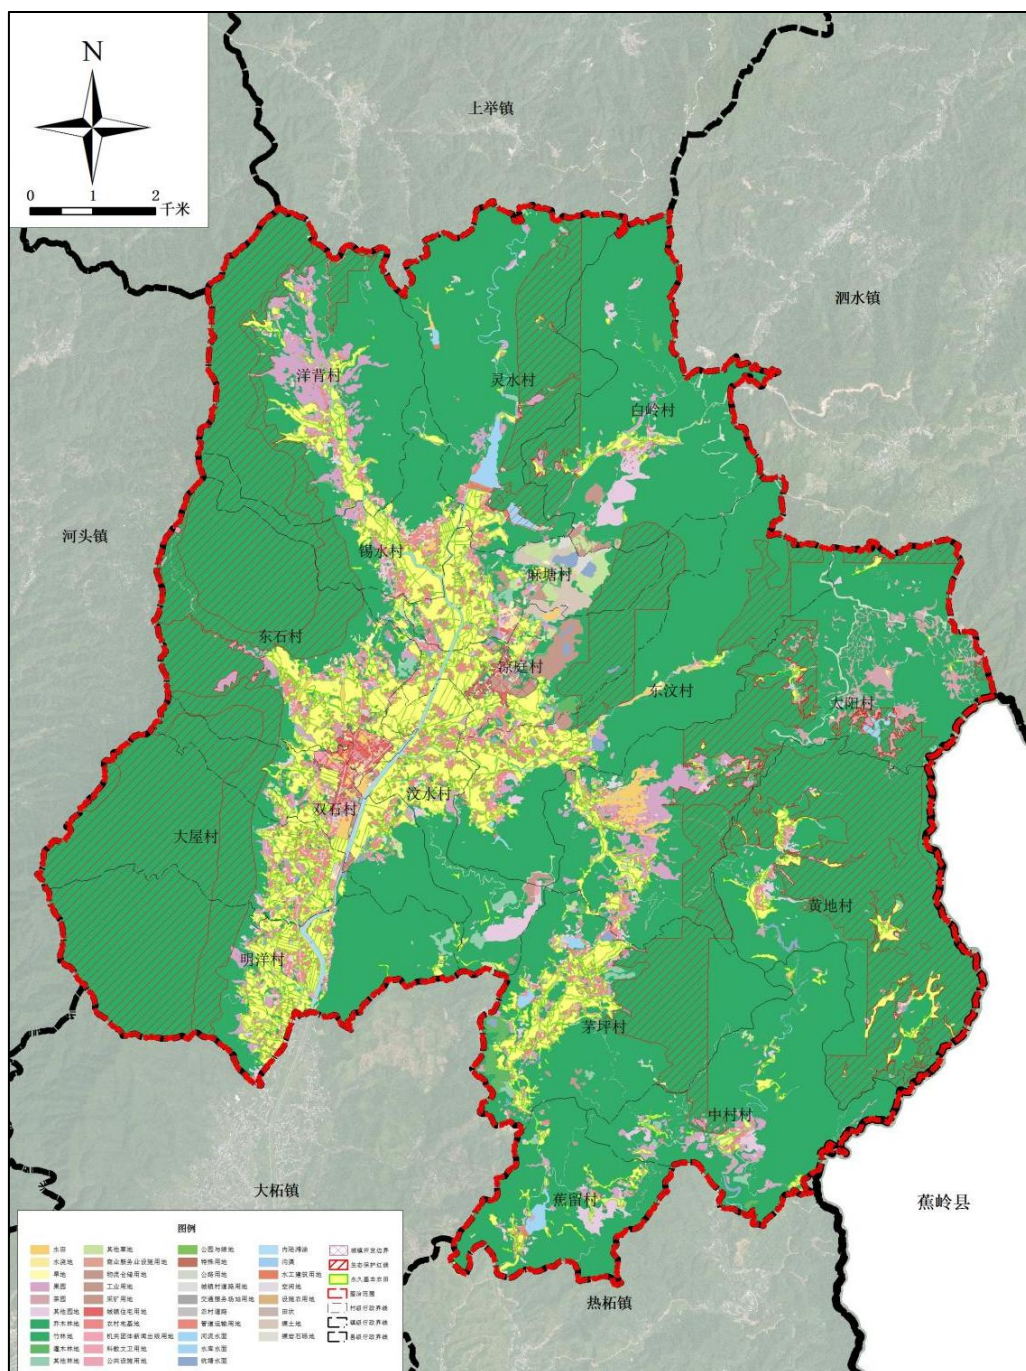 N
0 1 2 千米
上举镇
泗水镇
洋背村
灵水村
白岭村
河头镇
锡水村
麻塘村
东石村
凉庭村
东汶村
太阳村
双石村
汶水村
大屋村
黄地村
明洋村
茅坪村
中村村
大柘镇
蕉留村
蕉岭县
热柘镇
图例
水田
其他草地
公园与绿地
内陆滩涂
城镇开发边界
水浇地
商业服务业设施用地
特殊用地
沟渠
生态保护红线
旱地
物流仓储用地
公路用地
水工建筑用地
永久基本农田
果园
工业用地
城镇村道路用地
空闲地
茶园
采矿用地
交通服务场站用地
设施农用地
村级行政界线
其他园地
城镇住宅用地
农村道路
田坎
镇级行政界线
乔木林地
农村宅基地
管道运输用地
裸土地
县级行政界线
竹林地
机关团体新闻出版用地
河流水面
裸岩石砾地
灌木林地
科教文卫用地
水库水面
其他林地
公用设施用地
坑塘水面